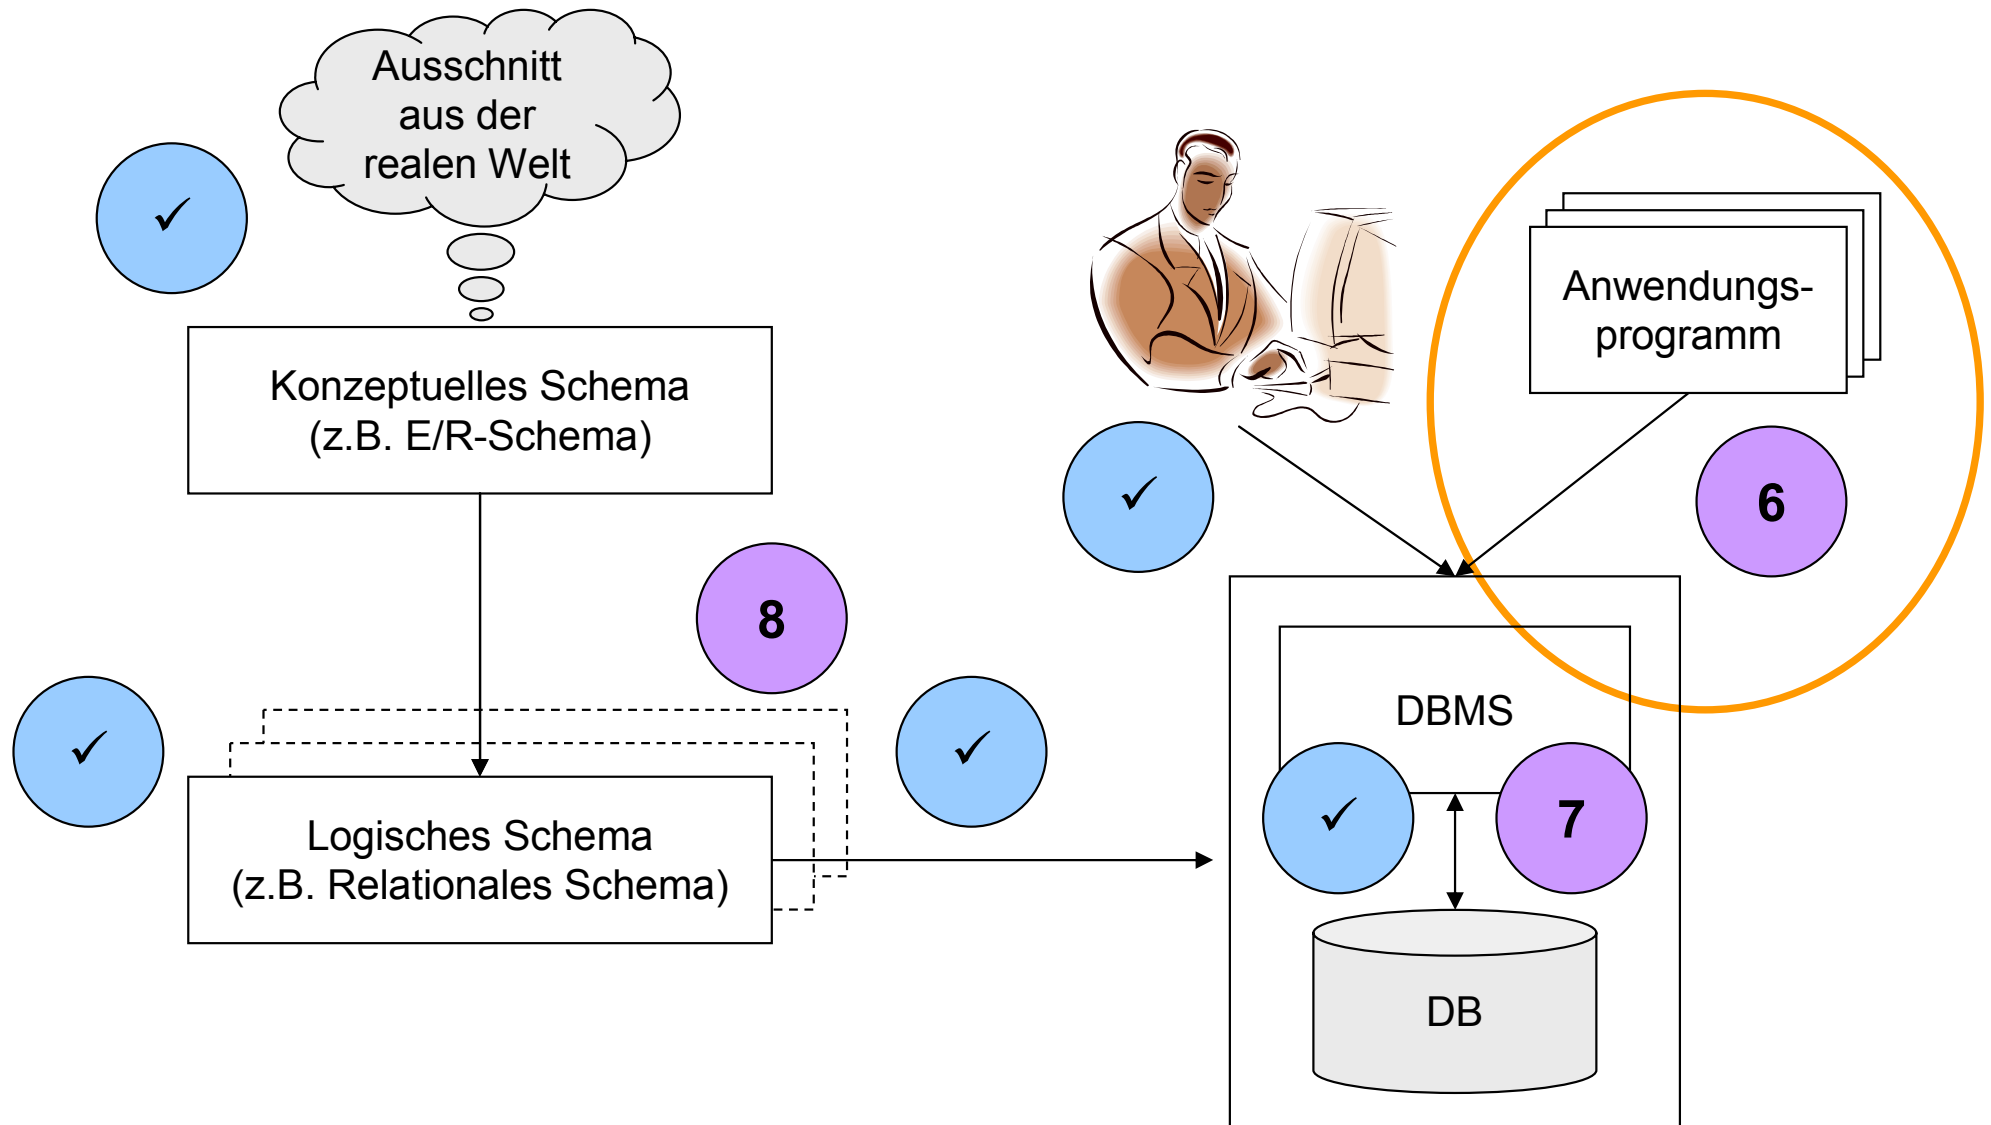 Ausschnitt
aus der
realen Welt
✓
Konzeptuelles Schema
(z.B. E/R-Schema)
8
✓
✓
Logisches Schema
(z.B. Relationales Schema)
Anwendungs-
programm
✓
6
DBMS
✓
7
DB